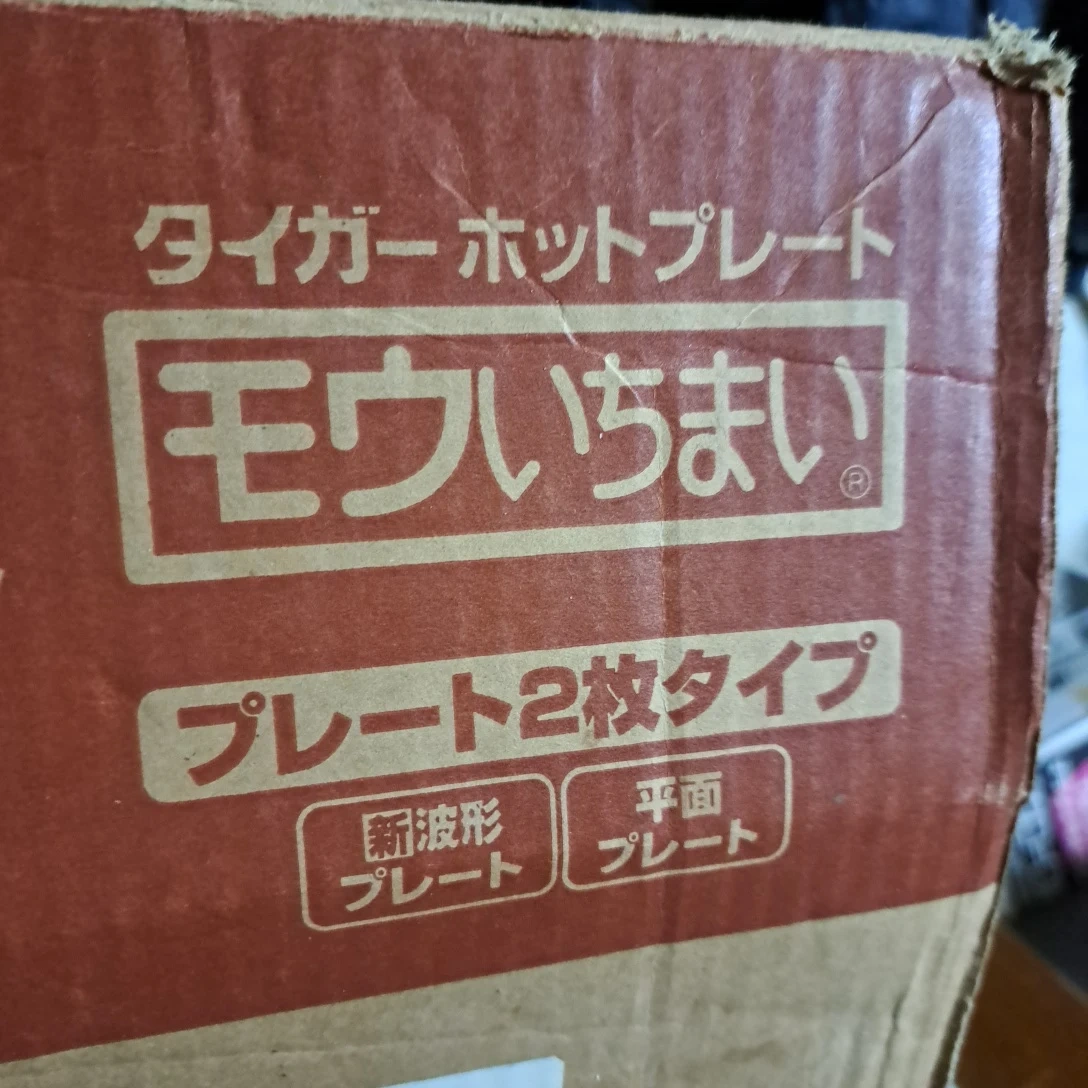 タイガー ホットプレート
モウいちまい®
プレート2枚タイプ
新波形
プレート
平面
プレート